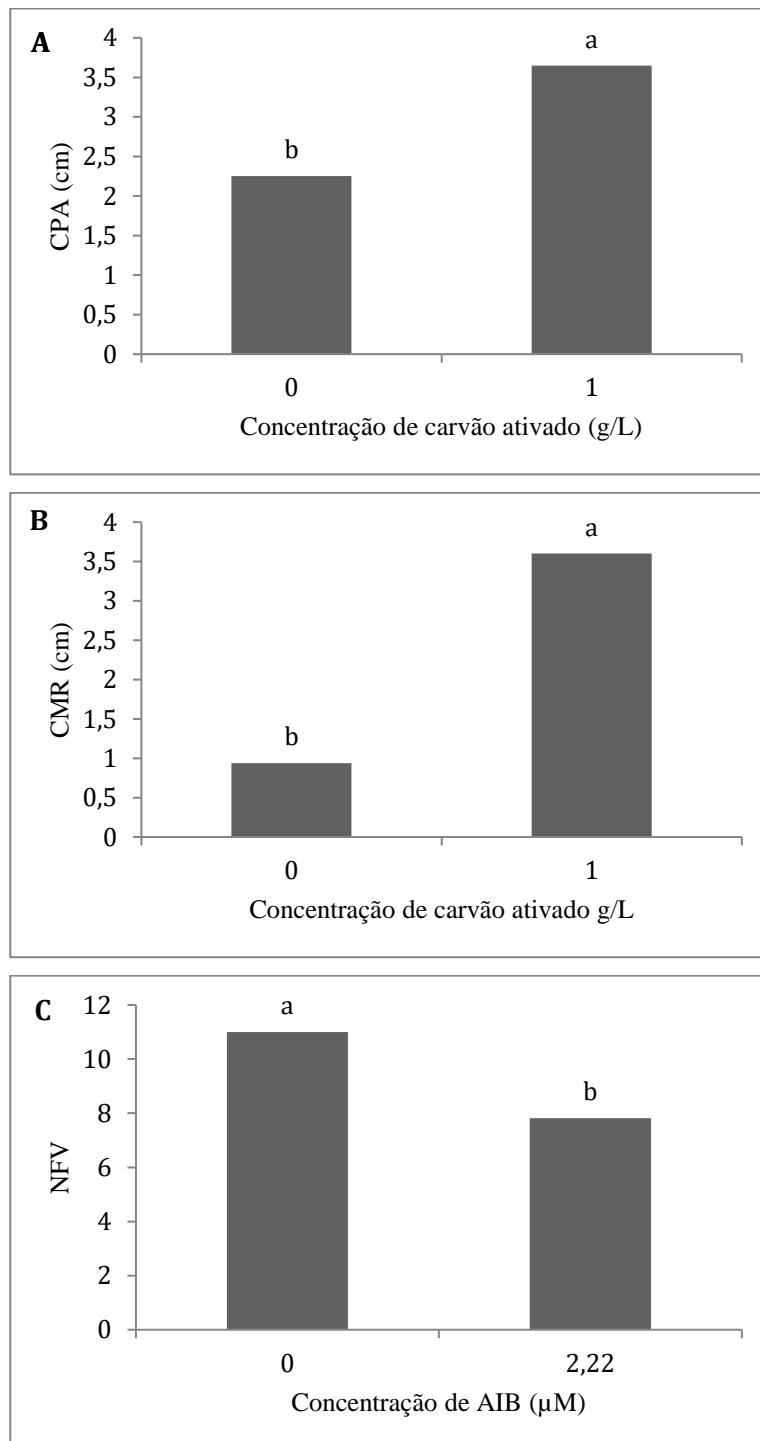 A
CPA (cm)
4
3,5
3
2,5
2
1,5
1
0,5
0
b
a
0
1
Concentração de carvão ativado (g/L)
B
CMR (cm)
4
3,5
3
2,5
2
1,5
1
0,5
0
b
a
0
1
Concentração de carvão ativado g/L
C
NFV
12
10
8
6
4
2
0
a
b
0
2,22
Concentração de AIB (µM)